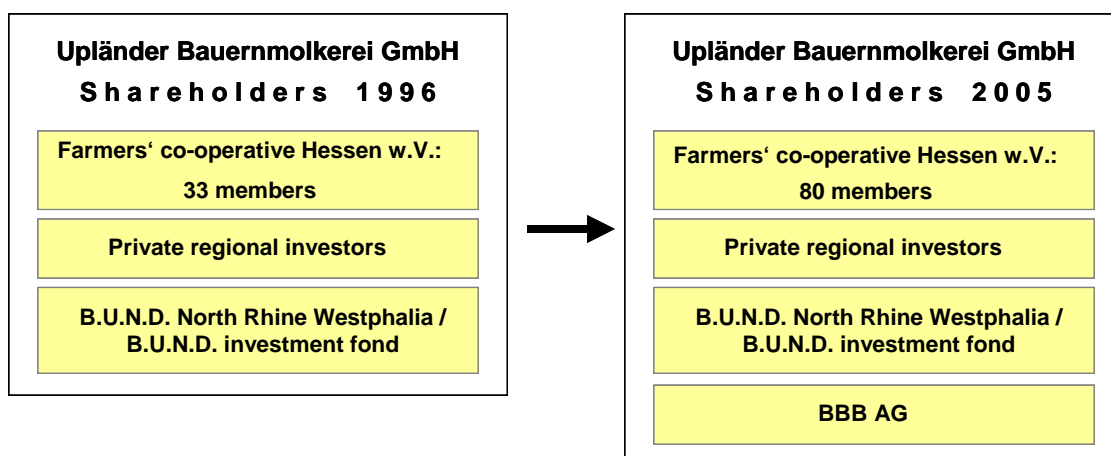 Upländer Bauernmolkerei GmbH
Shareholders 1996
Farmers‘ co-operative Hessen w.V.:
33 members
Private regional investors
B.U.N.D. North Rhine Westphalia /
B.U.N.D. investment fond
Upländer Bauernmolkerei GmbH
Shareholders 2005
Farmers‘ co-operative Hessen w.V.:
80 members
Private regional investors
B.U.N.D. North Rhine Westphalia /
B.U.N.D. investment fond
BBB AG